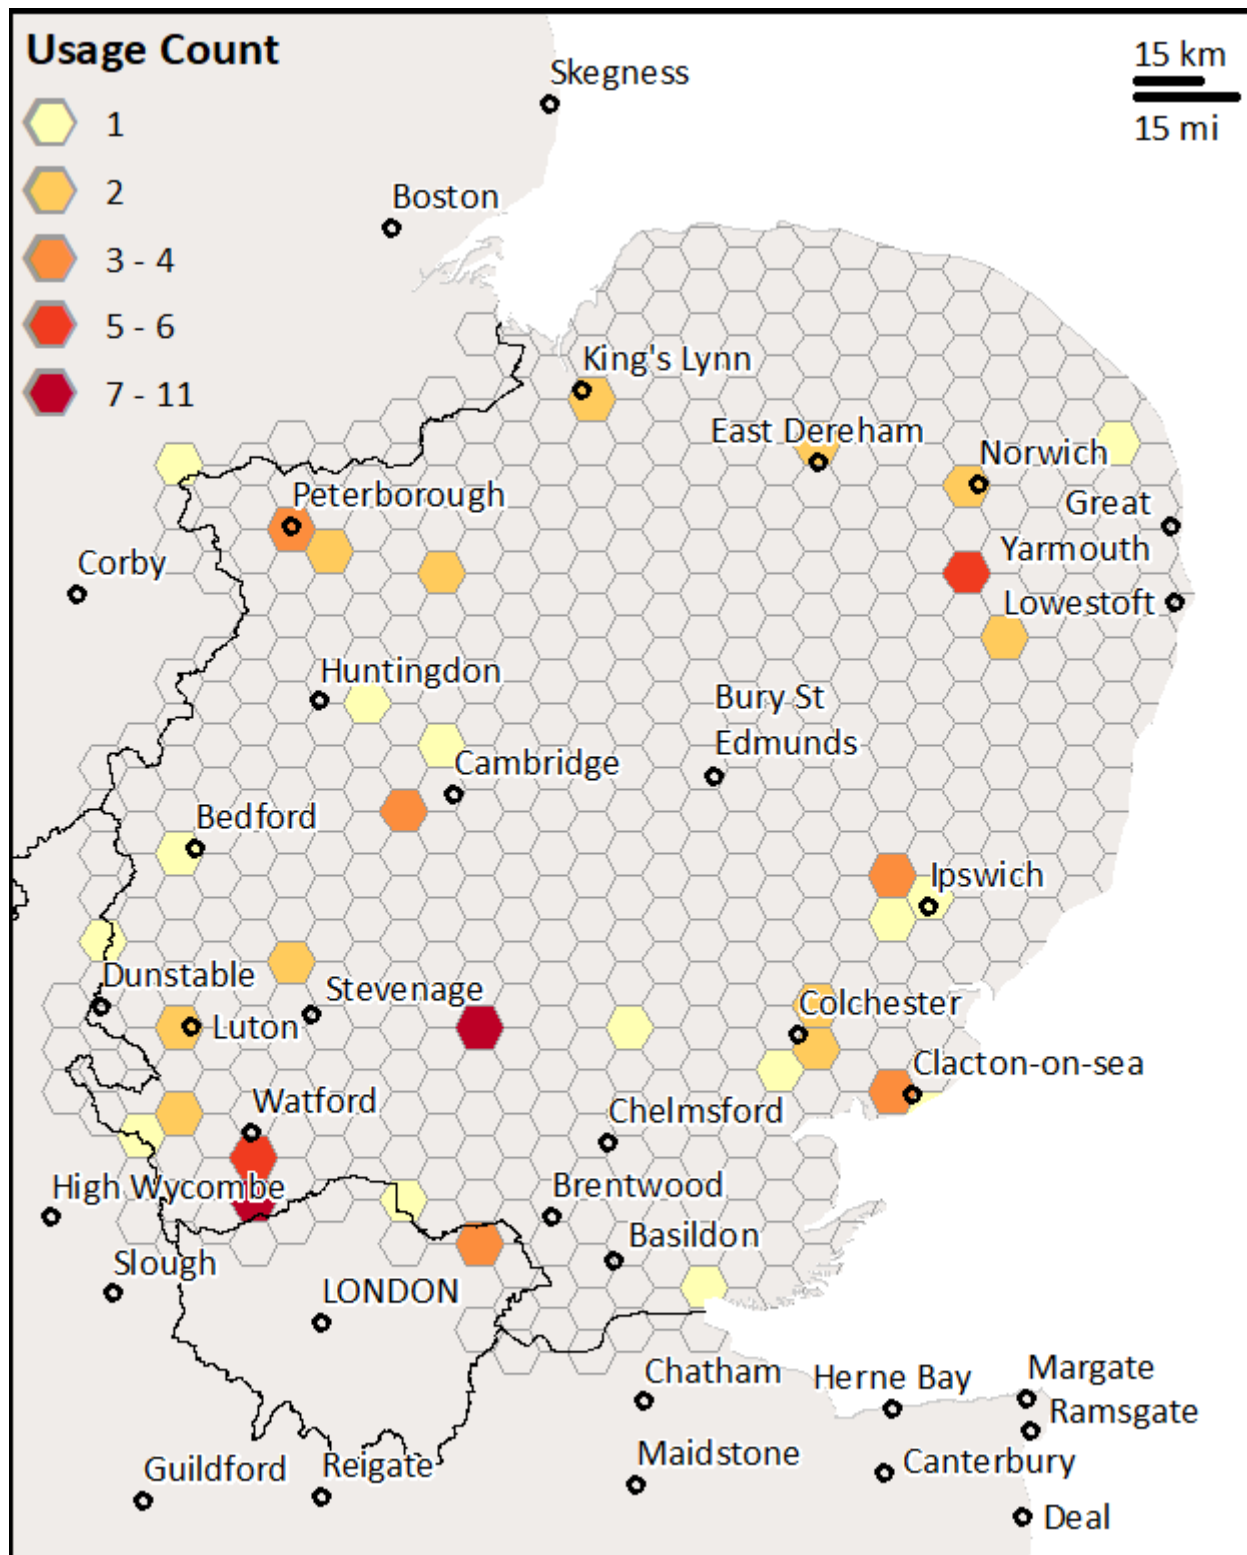 Usage Count
1
2
3 - 4
5 - 6
7 - 11
15 km
15 mi
Skegness
Boston
King's Lynn
East Dereham
Norwich
Peterborough
Great
Yarmouth
Corby
Lowestoft
Huntingdon
Bury St
Edmunds
Cambridge
Bedford
Ipswich
Dunstable
Stevenage
Colchester
Luton
Clacton-on-sea
Watford
Chelmsford
High Wycombe
Brentwood
Basildon
Slough
LONDON
Chatham
Herne Bay
Margate
Ramsgate
Guildford
Reigate
Maidstone
Canterbury
Deal